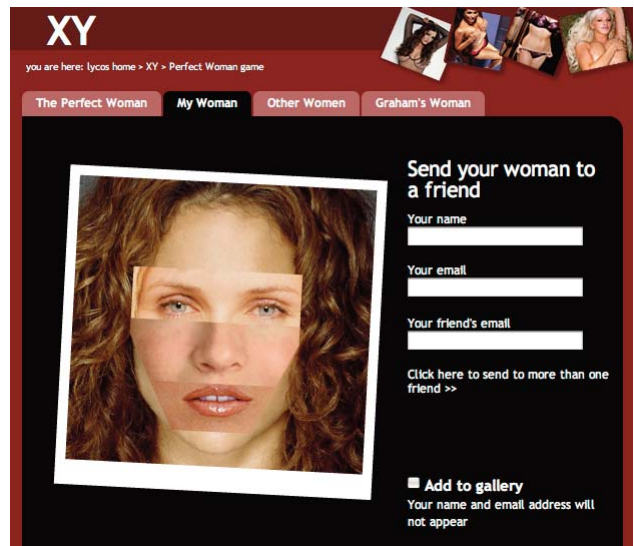 XY
you are here: lycos home > XY > Perfect Woman game
The Perfect Woman
My Woman
Other Women
Graham's Woman
Send your woman to
a friend
Your name
Your email
Your friend's email
Click here to send to more than one
friend >>
Add to gallery
Your name and email address will
not appear